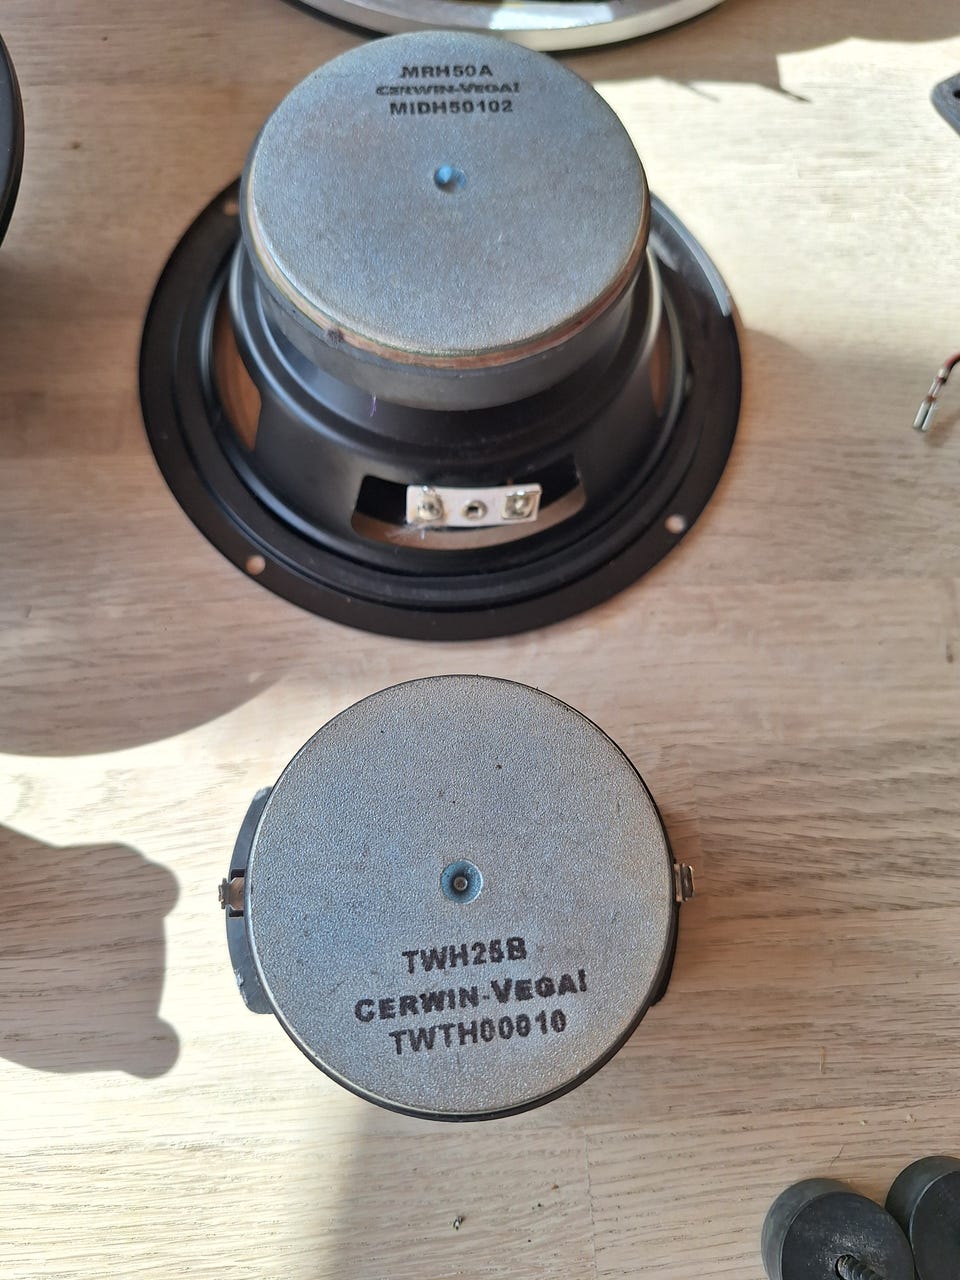 MRH50A
CERWIN-VEGA!
MIDH50102
TWH25B
CERWIN-VEGA!
TWTH00010